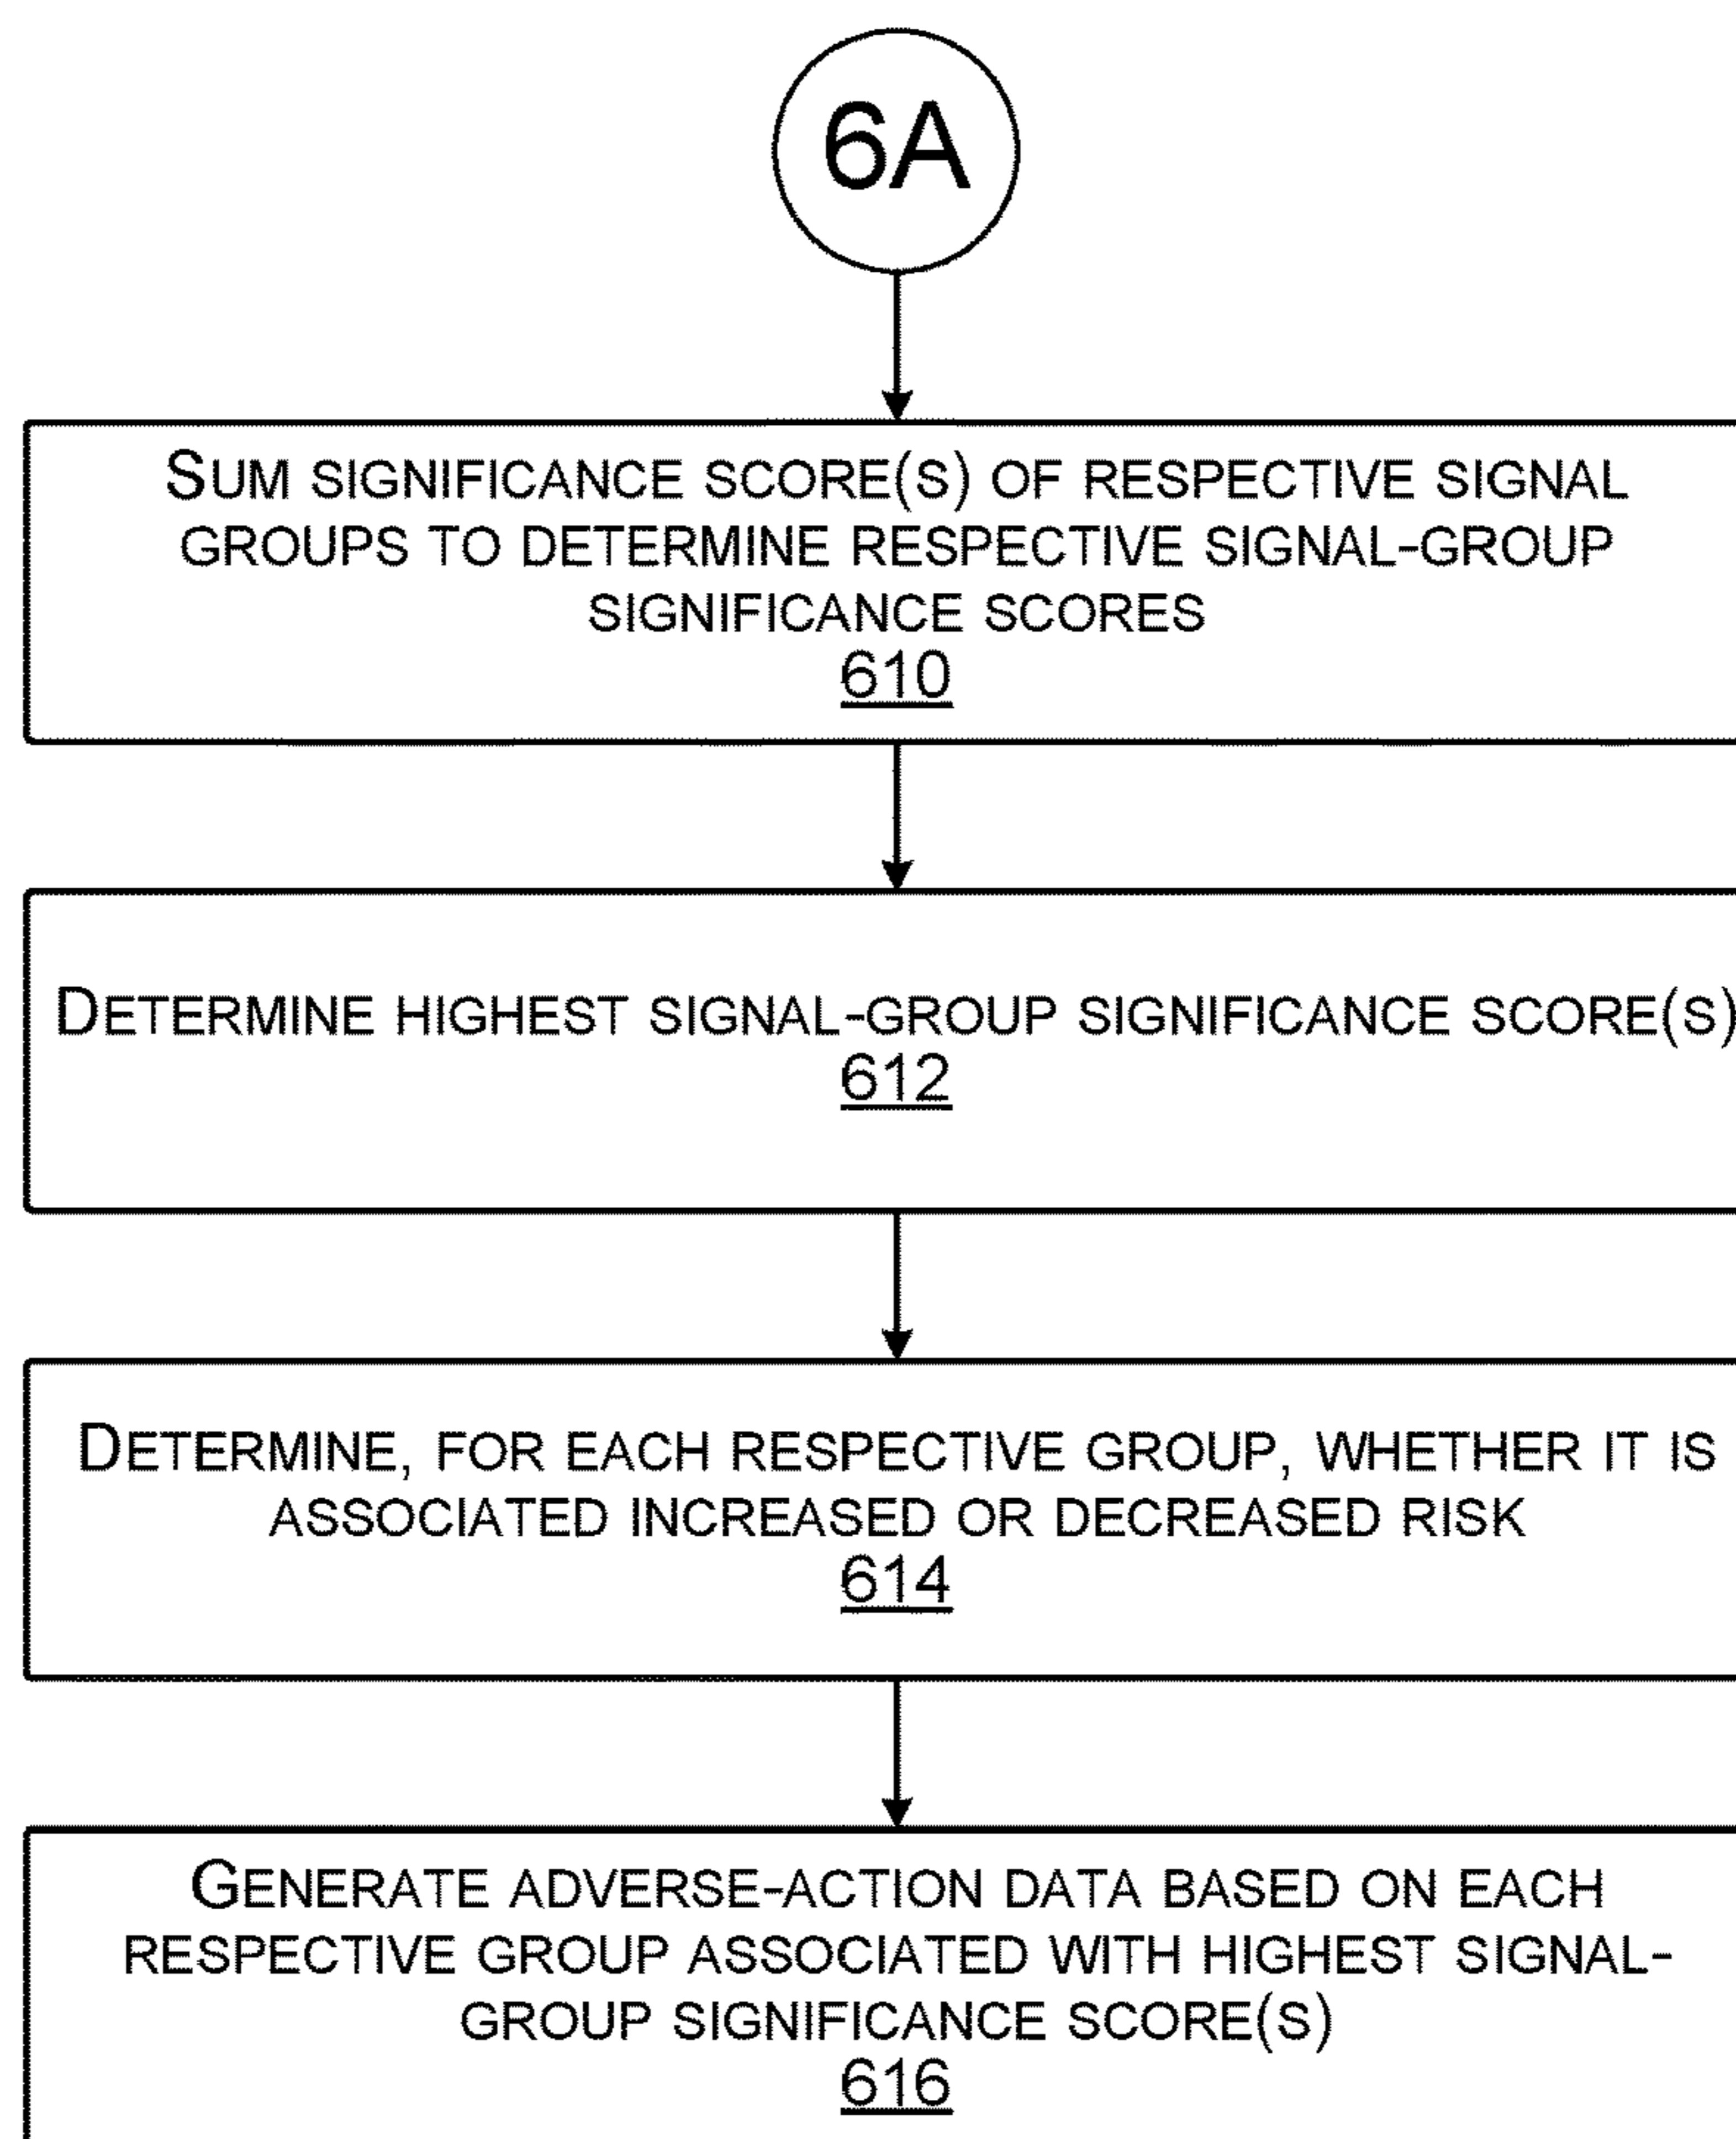 6A
SUM SIGNIFICANCE SCORE(S) OF RESPECTIVE SIGNAL
GROUPS TO DETERMINE RESPECTIVE SIGNAL-GROUP
SIGNIFICANCE SCORES
610
DETERMINE HIGHEST SIGNAL-GROUP SIGNIFICANCE SCORE(S)
612
DETERMINE, FOR EACH RESPECTIVE GROUP, WHETHER IT IS
ASSOCIATED INCREASED OR DECREASED RISK
614
GENERATE ADVERSE-ACTION DATA BASED ON EACH
RESPECTIVE GROUP ASSOCIATED WITH HIGHEST SIGNAL-
GROUP SIGNIFICANCE SCORE(S)
616